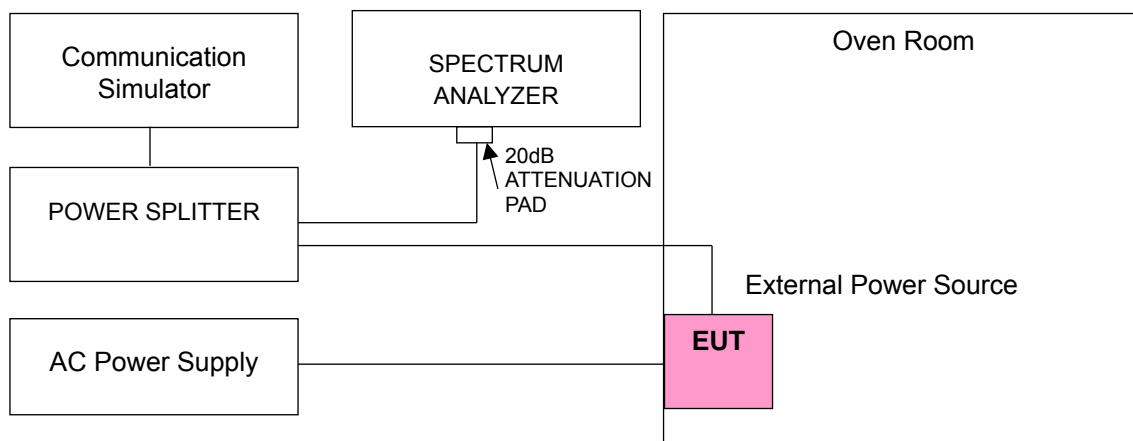 Communication
Simulator
SPECTRUM
ANALYZER
Oven Room
20dB
ATTENUATION
PAD
POWER SPLITTER
External Power Source
EUT
AC Power Supply